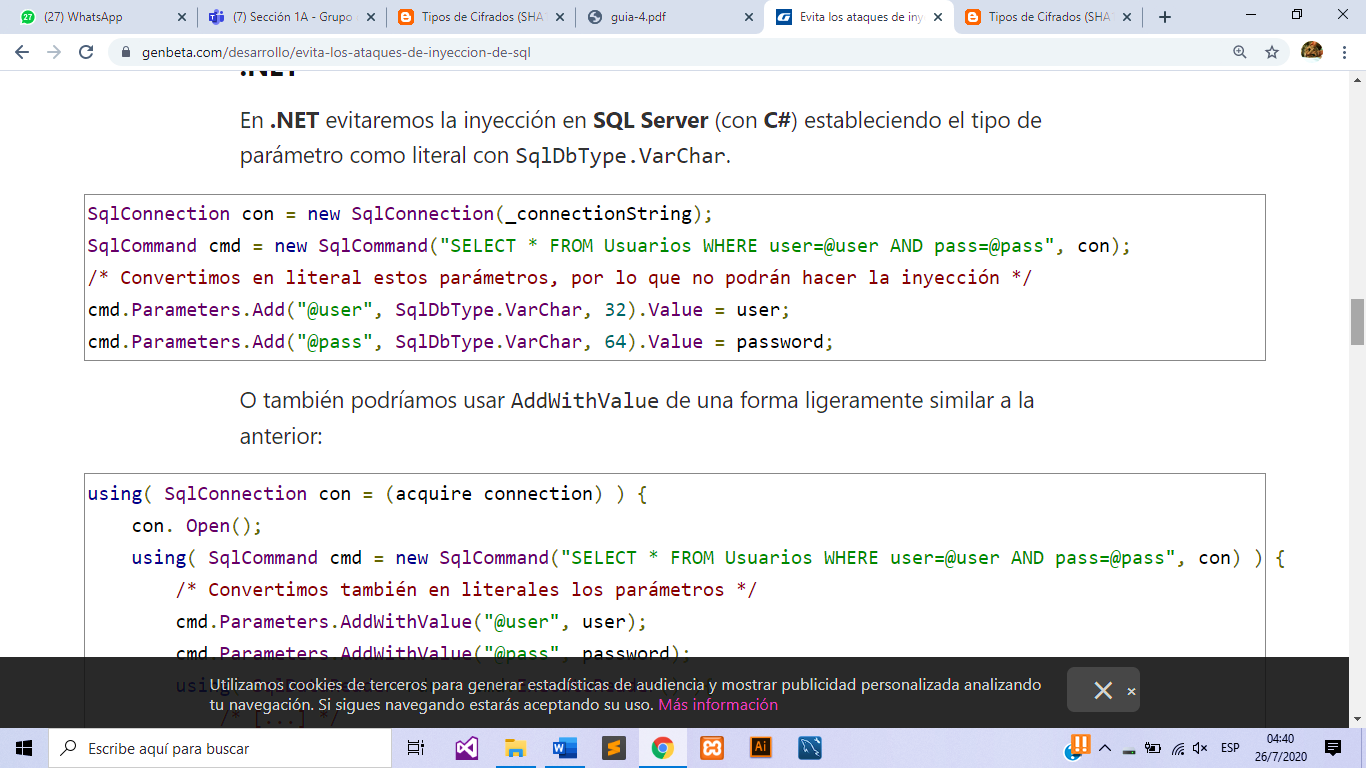 (27) WhatsApp
(7) Sección 1A - Grupo
Tipos de Cifrados (SHA
guia-4.pdf
Evita los ataques de iny
Tipos de Cifrados (SHA
genbeta.com/desarrollo/evita-los-ataques-de-inyeccion-de-sql
.NET
En .NET evitaremos la inyección en SQL Server (con C#) estableciendo el tipo de
parámetro como literal con SqlDbType.VarChar.
SqlConnection con = new SqlConnection(_connectionString);
SqlCommand cmd = new SqlCommand("SELECT * FROM Usuarios WHERE user=@user AND pass=@pass", con);
/* Convertimos en literal estos parámetros, por lo que no podrán hacer la inyección */
cmd.Parameters.Add("@user", SqlDbType.VarChar, 32).Value = user;
cmd.Parameters.Add("@pass", SqlDbType.VarChar, 64).Value = password;
O también podríamos usar AddWithValue de una forma ligeramente similar a la
anterior:
using( SqlConnection con = (acquire connection) ) {
con. Open();
using( SqlCommand cmd = new SqlCommand("SELECT * FROM Usuarios WHERE user=@user AND pass=@pass", con) ) {
/* Convertimos también en literales los parámetros */
cmd.Parameters.AddWithValue("@user", user);
cmd.Parameters.AddWithValue("@pass", password);
/* [...] */
Utilizamos cookies de terceros para generar estadísticas de audiencia y mostrar publicidad personalizada analizando
tu navegación. Si sigues navegando estarás aceptando su uso. Más información
Escribe aquí para buscar
ESP
04:40
26/7/2020